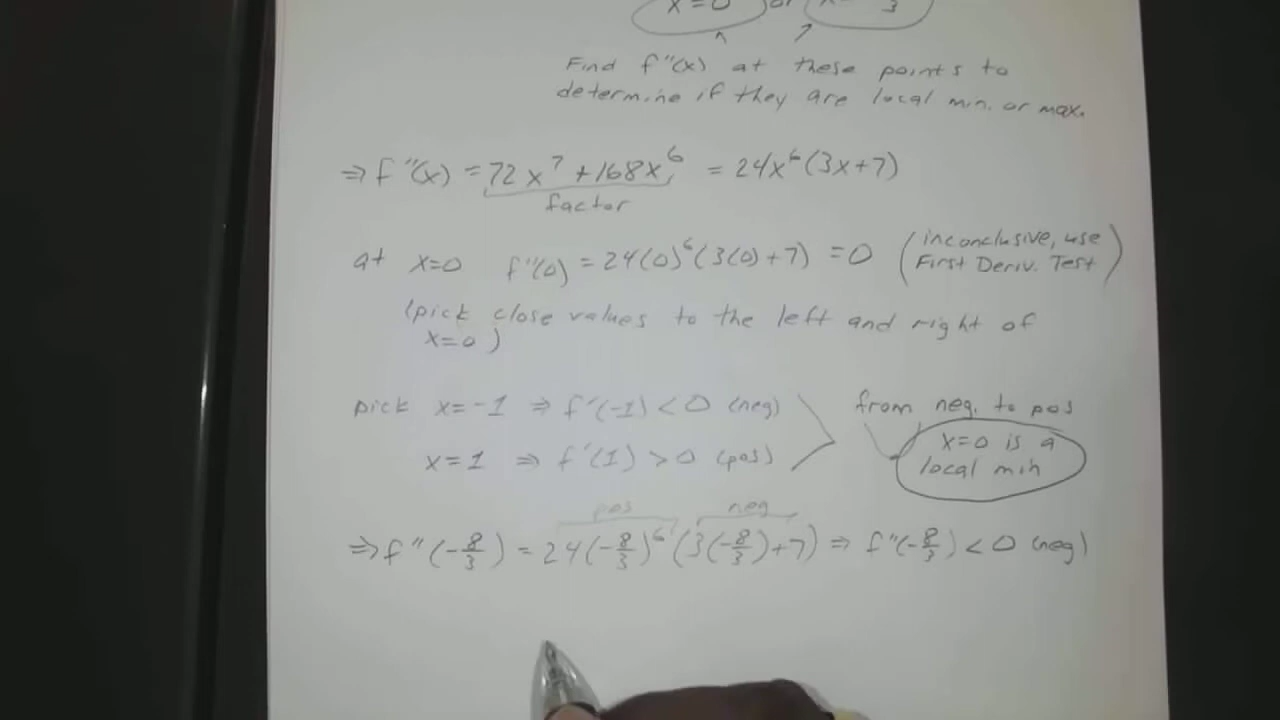 x=0 or
3
Find f"(x) at these points to
determine if they are local min. or max.
⇒ f"(x) = 72x⁷ + 168x⁶ = 24x⁶(3x+7)
factor
at x=0 f"(0) = 24(0)⁶(3(0)+7) = 0 (inconclusive, use
First Deriv. Test)
(pick close values to the left and right of
x=0)
pick x=-1 ⇒ f'(-1) < 0 (neg)
x=1 ⇒ f'(1) > 0 (pos)
from neg. to pos
x=0 is a
local min
pos neg
⇒ f"(-8/3) = 24(-8/3)⁶(3(-8/3)+7) ⇒ f"(-8/3) < 0 (neg)